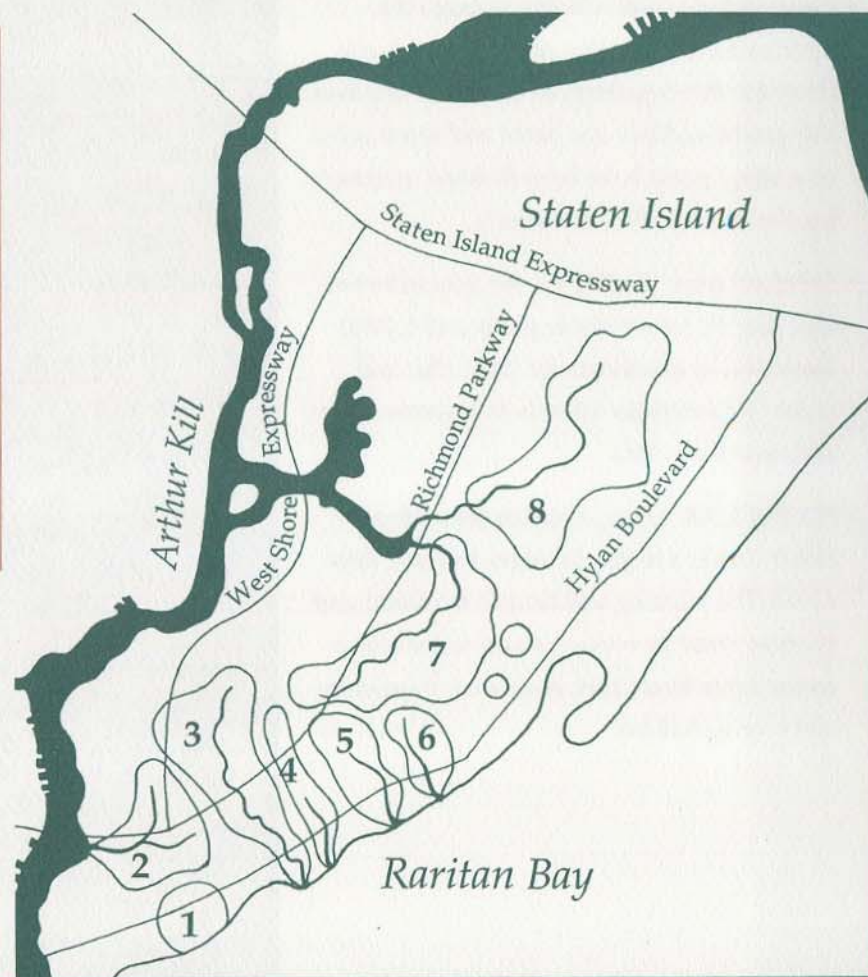 Staten Island
Staten Island Expressway
Expressway
Richmond Parkway
Arthur Kill
West Shore
Hylan Boulevard
8
7
3
4
5
6
2
1
Raritan Bay